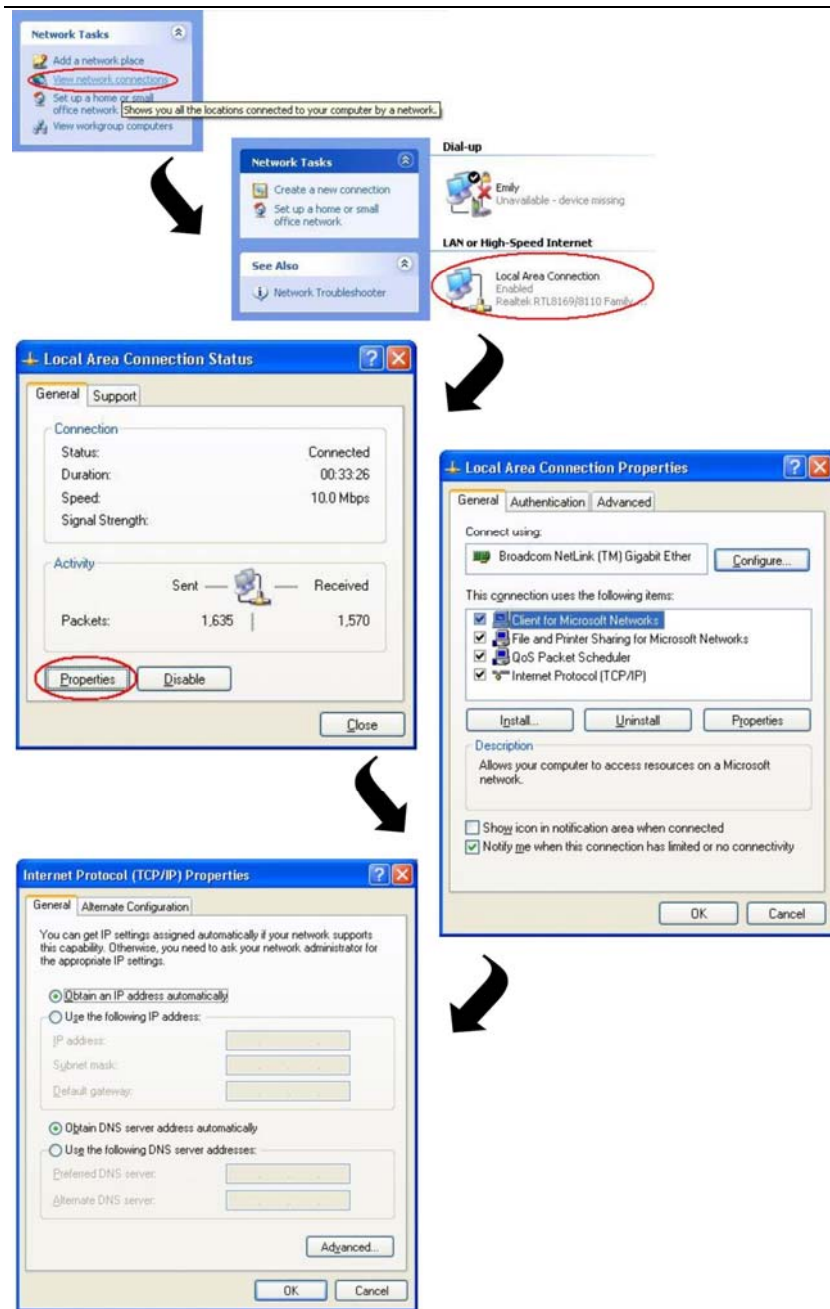 Network Tasks
Add a network place
View network connections
Set up a home or small
office network
Shows you all the locations connected to your computer by a network.
View workgroup computers
Network Tasks
Create a new connection
Set up a home or small
office network
See Also
Network Troubleshooter
Dial-up
Emily
Unavailable - device missing
LAN or High-Speed Internet
Local Area Connection
Enabled
Realtek RTL8169/8110 Family ...
Local Area Connection Status
General Support
Connection
Status: Connected
Duration: 00:33:26
Speed: 10.0 Mbps
Signal Strength:
Activity
Sent — — Received
Packets: 1,635 | 1,570
Properties Disable
Close
Local Area Connection Properties
General Authentication Advanced
Connect using:
Broadcom NetLink (TM) Gigabit Ether Configure...
This connection uses the following items:
Client for Microsoft Networks
File and Printer Sharing for Microsoft Networks
QoS Packet Scheduler
Internet Protocol (TCP/IP)
Install... Uninstall Properties
Description
Allows your computer to access resources on a Microsoft
network.
Show icon in notification area when connected
Notify me when this connection has limited or no connectivity
OK Cancel
Internet Protocol (TCP/IP) Properties
General Alternate Configuration
You can get IP settings assigned automatically if your network supports
this capability. Otherwise, you need to ask your network administrator for
the appropriate IP settings.
Obtain an IP address automatically
Use the following IP address:
IP address:
Subnet mask:
Default gateway:
Obtain DNS server address automatically
Use the following DNS server addresses:
Preferred DNS server:
Alternate DNS server:
Advanced...
OK Cancel